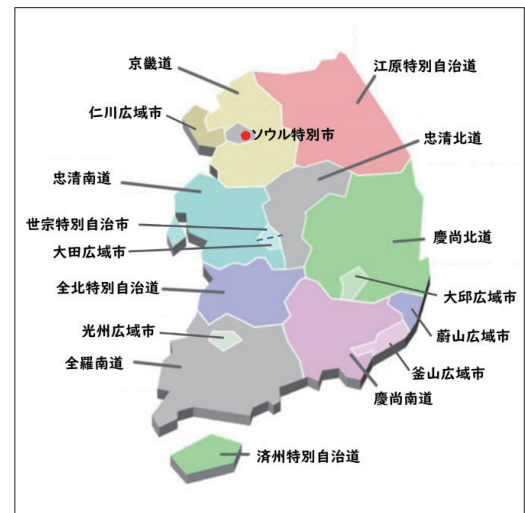 京畿道
江原特別自治道
仁川広域市
ソウル特別市
忠清北道
忠清南道
世宗特別自治市
慶尚北道
大田広域市
全北特別自治道
大邱広域市
光州広域市
蔚山広域市
全羅南道
釜山広域市
慶尚南道
済州特別自治道